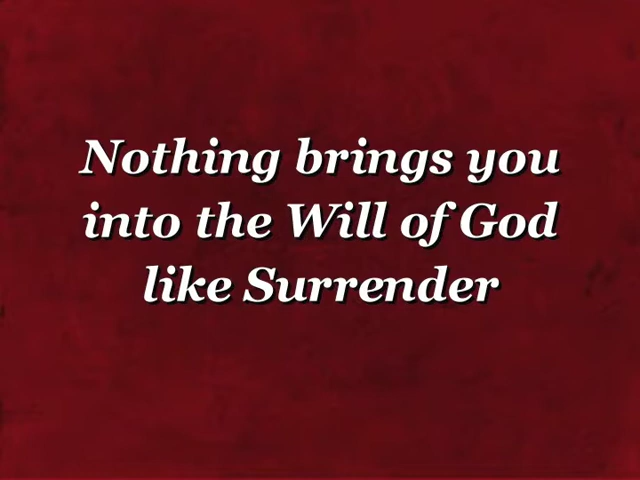 Nothing brings you
into the Will of God
like Surrender